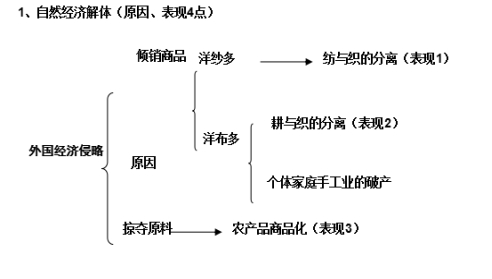 1、自然经济解体（原因、表现4点）
倾销商品 洋纱多 纺与织的分离（表现1）
耕与织的分离（表现2）
洋布多
外国经济侵略
原因
个体家庭手工业的破产
掠夺原料 农产品商品化（表现3）